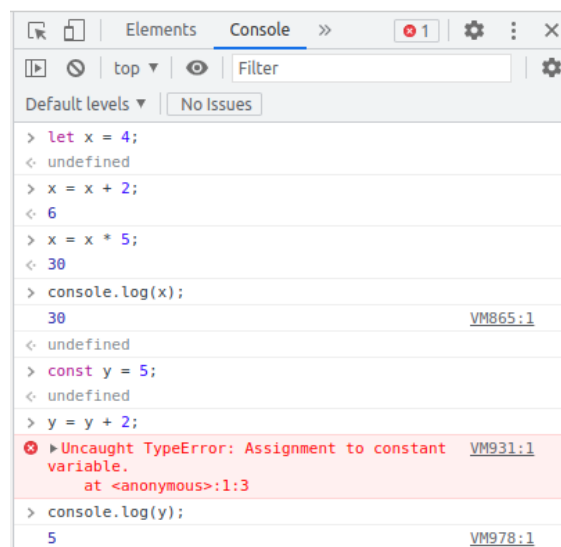 Elements Console » 1
top ▼ Filter
Default levels ▼ No Issues
> let x = 4;
<· undefined
> x = x + 2;
<· 6
> x = x * 5;
<· 30
> console.log(x);
30 VM865:1
<· undefined
> const y = 5;
<· undefined
> y = y + 2;
▶Uncaught TypeError: Assignment to constant VM931:1
variable.
at <anonymous>:1:3
> console.log(y);
5 VM978:1